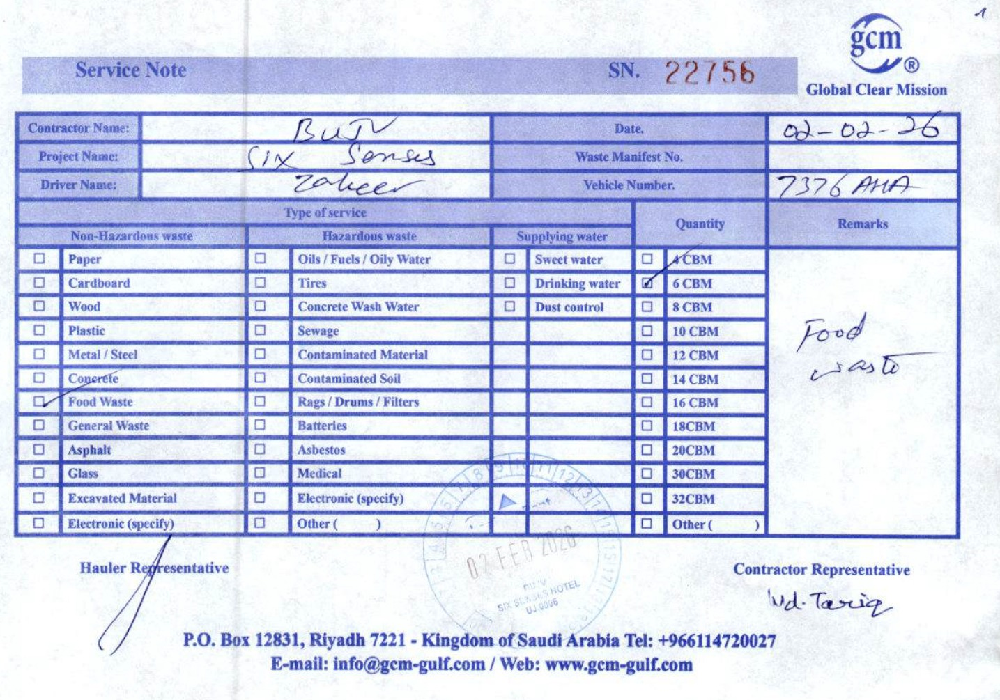 1
gcm
®
Global Clear Mission
Service Note SN. 22756
Contractor Name: BUJV Date. 02-02-26
Project Name: SIX Senses Waste Manifest No.
Driver Name: Zakeer Vehicle Number. 7376 AHA
Type of service Quantity Remarks
Non-Hazardous waste Hazardous waste Supplying water
☐ Paper ☐ Oils / Fuels / Oily Water ☐ Sweet water ☐ 4 CBM
☐ Cardboard ☐ Tires ☐ Drinking water ☑ 6 CBM
☐ Wood ☐ Concrete Wash Water ☐ Dust control ☐ 8 CBM
☐ Plastic ☐ Sewage ☐ 10 CBM Food
☐ Metal / Steel ☐ Contaminated Material ☐ 12 CBM waste
☐ Concrete ☐ Contaminated Soil ☐ 14 CBM
☑ Food Waste ☐ Rags / Drums / Filters ☐ 16 CBM
☐ General Waste ☐ Batteries ☐ 18CBM
☐ Asphalt ☐ Asbestos ☐ 20CBM
☐ Glass ☐ Medical ☐ 30CBM
☐ Excavated Material ☐ Electronic (specify) ☐ 32CBM
☐ Electronic (specify) ☐ Other ( ) ☐ Other ( )
02 FEB 2026
BUJV
SIX SENSES HOTEL
UJ.0006
Hauler Representative Contractor Representative
Md. Tariq
P.O. Box 12831, Riyadh 7221 - Kingdom of Saudi Arabia Tel: +966114720027
E-mail: info@gcm-gulf.com / Web: www.gcm-gulf.com